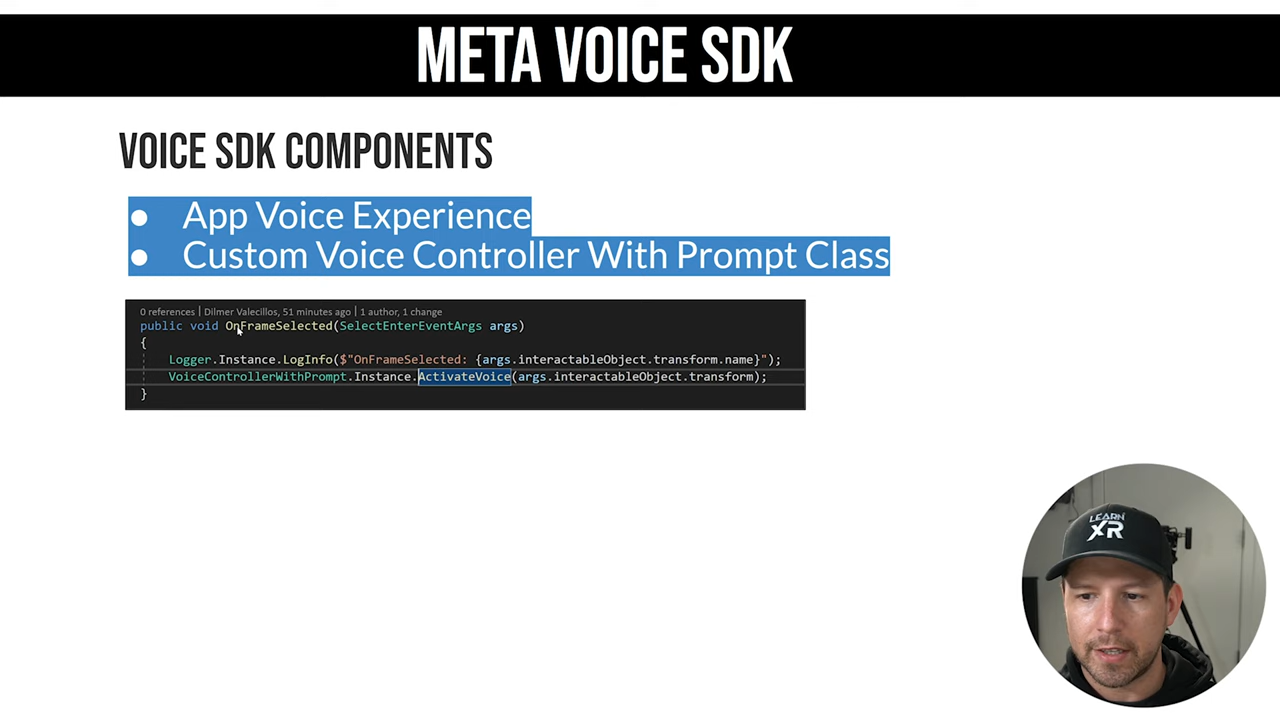 META VOICE SDK
VOICE SDK COMPONENTS
● App Voice Experience
● Custom Voice Controller With Prompt Class
0 references | Dilmer Valecillos, 51 minutes ago | 1 author, 1 change
public void OnFrameSelected(SelectEnterEventArgs args)
{
Logger.Instance.LogInfo($"OnFrameSelected: {args.interactableObject.transform.name}");
VoiceControllerWithPrompt.Instance.ActivateVoice(args.interactableObject.transform);
}
LEARN
XR